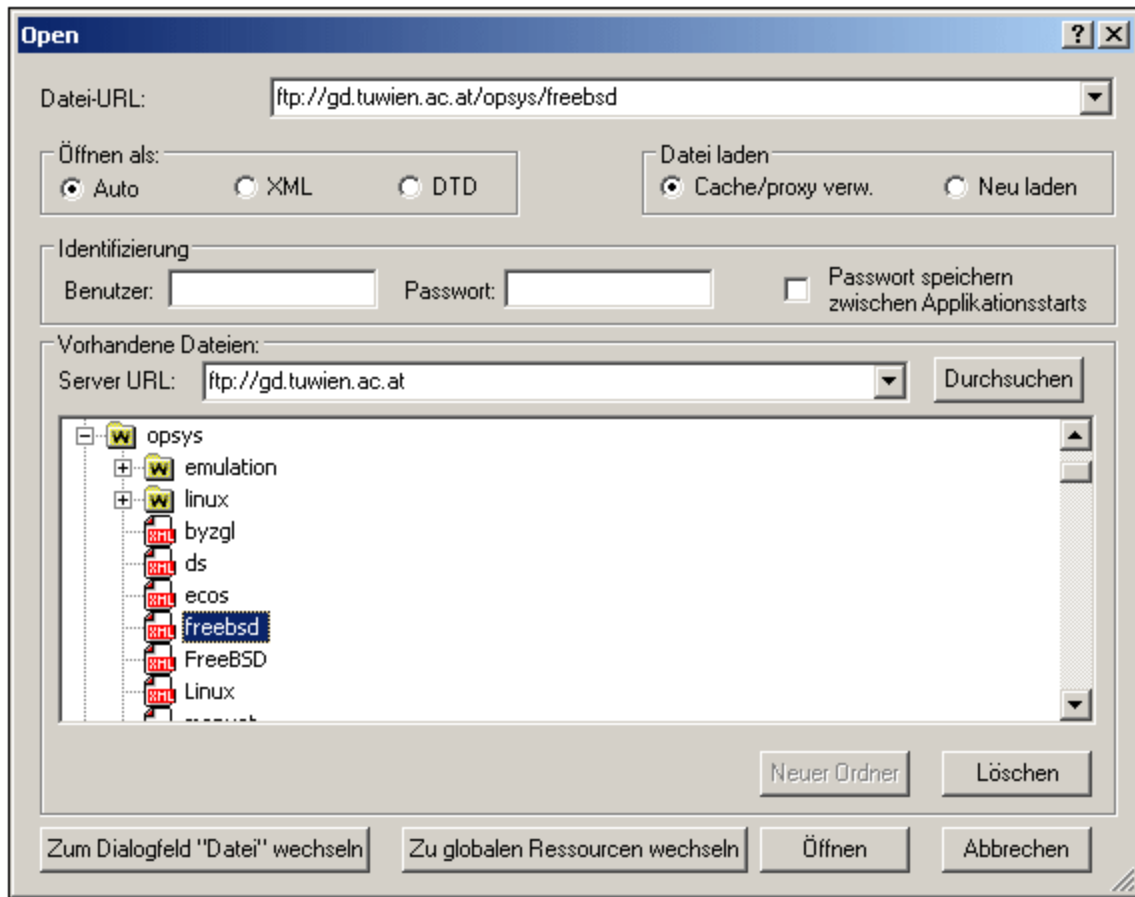 Open
Datei-URL: ftp://gd.tuwien.ac.at/opsys/freebsd
Öffnen als: Datei laden
Auto XML DTD Cache/proxy verw. Neu laden
Identifizierung
Benutzer: Passwort: Passwort speichern
zwischen Applikationsstarts
Vorhandene Dateien:
Server URL: ftp://gd.tuwien.ac.at Durchsuchen
opsys
emulation
linux
byzgl
ds
ecos
freebsd
FreeBSD
Linux
Neuer Ordner Löschen
Zum Dialogfeld "Datei" wechseln Zu globalen Ressourcen wechseln Öffnen Abbrechen